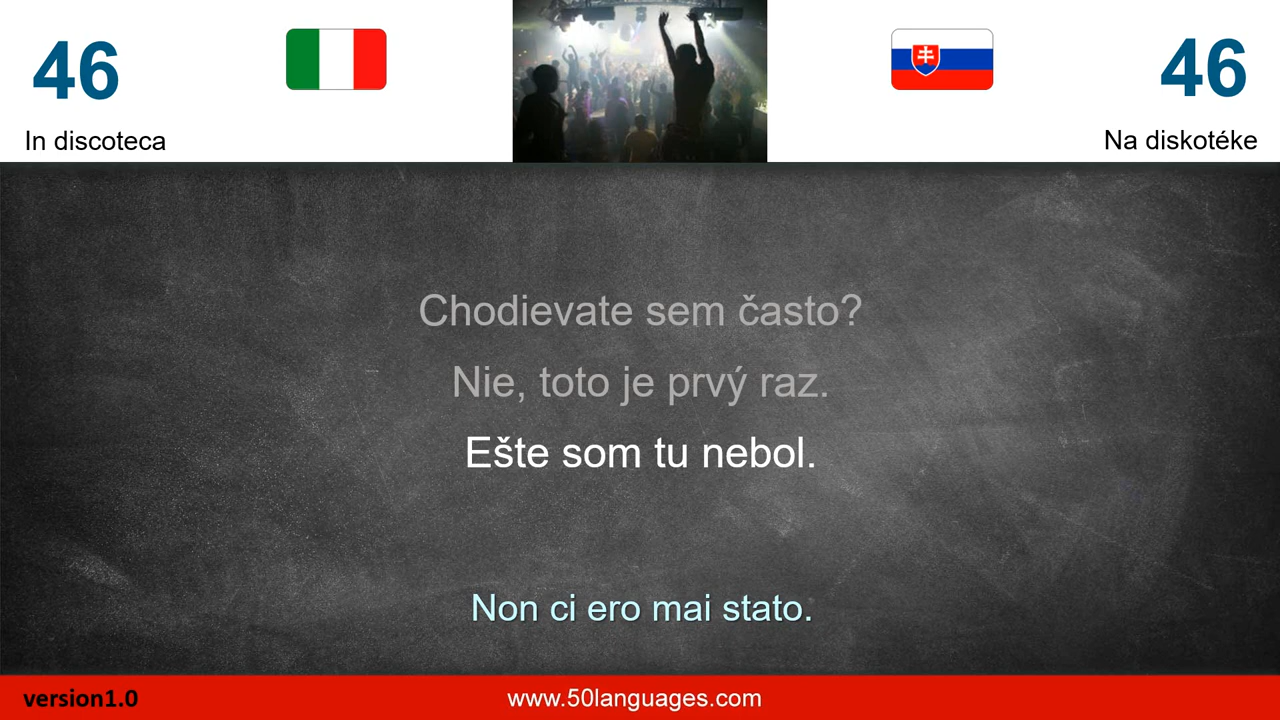 46
In discoteca
46
Na diskotéke
Chodievate sem často?
Nie, toto je prvý raz.
Ešte som tu nebol.
Non ci ero mai stato.
version1.0
www.50languages.com